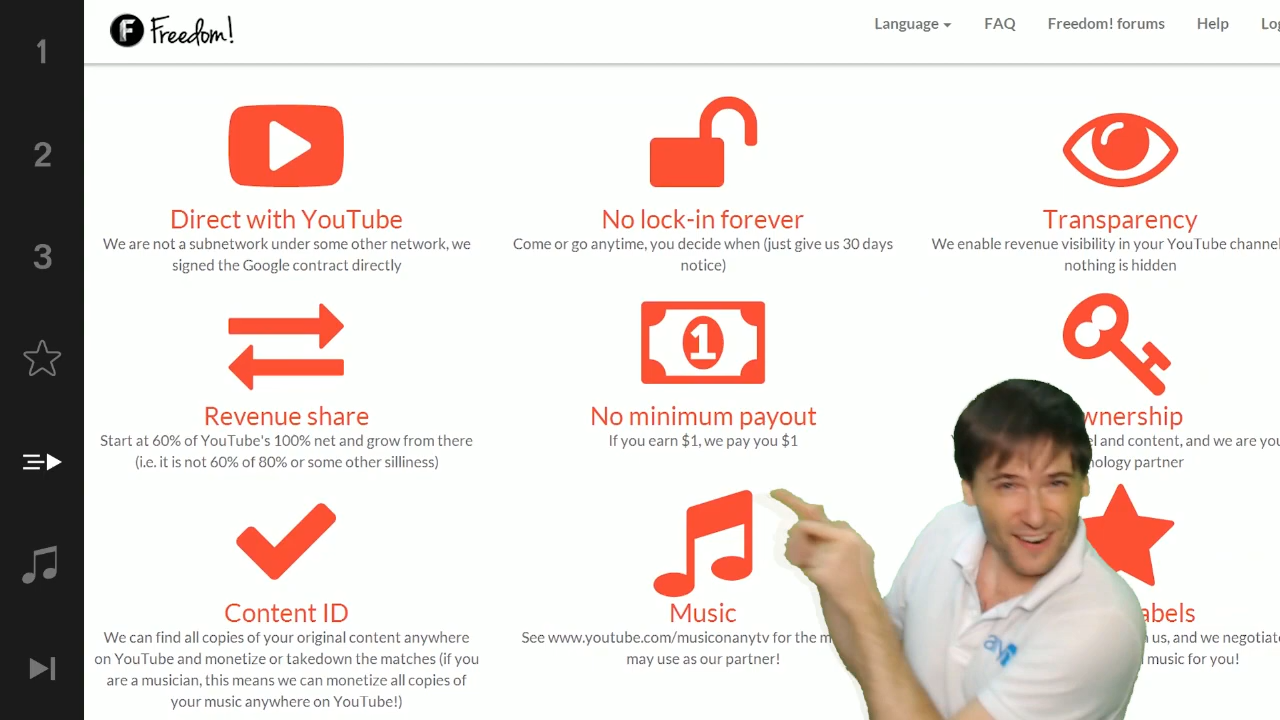 1
2
3
F Freedom!
Language
FAQ
Freedom! forums
Help
Direct with YouTube
We are not a subnetwork under some other network, we
signed the Google contract directly
No lock-in forever
Come or go anytime, you decide when (just give us 30 days
notice)
Transparency
We enable revenue visibility in your YouTube channel
nothing is hidden
Revenue share
Start at 60% of YouTube's 100% net and grow from there
(i.e. it is not 60% of 80% or some other silliness)
1
No minimum payout
If you earn $1, we pay you $1
and content, and we are
partner
Content ID
We can find all copies of your original content anywhere
on YouTube and monetize or takedown the matches (if you
are a musician, this means we can monetize all copies of
your music anywhere on YouTube!)
Music
See www.youtube.com/musiconanytv for the
may use as our partner!
us, and we
music for you!